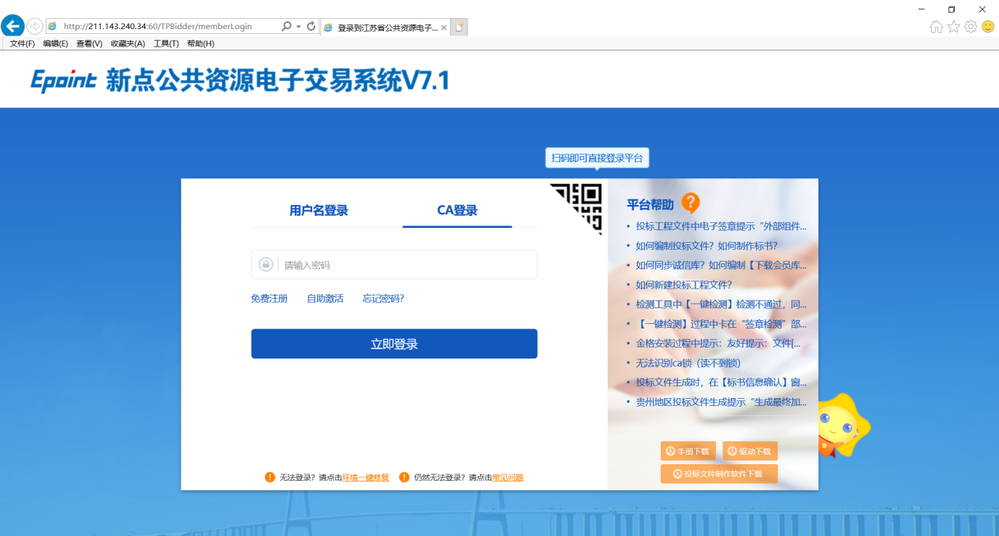 http://211.143.240.34:60/TPBidder/memberLogin
登录到江苏省公共资源电子...
文件(F) 编辑(E) 查看(V) 收藏夹(A) 工具(T) 帮助(H)
Epoint 新点公共资源电子交易系统V7.1
扫码即可直接登录平台
用户名登录 CA登录
请输入密码
免费注册 自助激活 忘记密码?
立即登录
无法登录? 请点击环境一键修复 仍然无法登录? 请点击常见问题
平台帮助 ?
• 投标工程文件中电子签章提示“外部组件...
• 如何编制投标文件? 如何制作标书?
• 如何同步诚信库? 如何编制【下载会员库...
• 如何新建投标工程文件?
• 检测工具中【一键检测】检测不通过，同...
• 【一键检测】过程中卡在“签章检测”部...
• 金格安装过程中提示：友好提示：文件[...
• 无法识别ca锁（读不到锁）
• 投标文件生成时，在【标书信息确认】窗...
• 贵州地区投标文件生成提示“生成最终加...
手册下载 驱动下载
投标文件制作软件下载